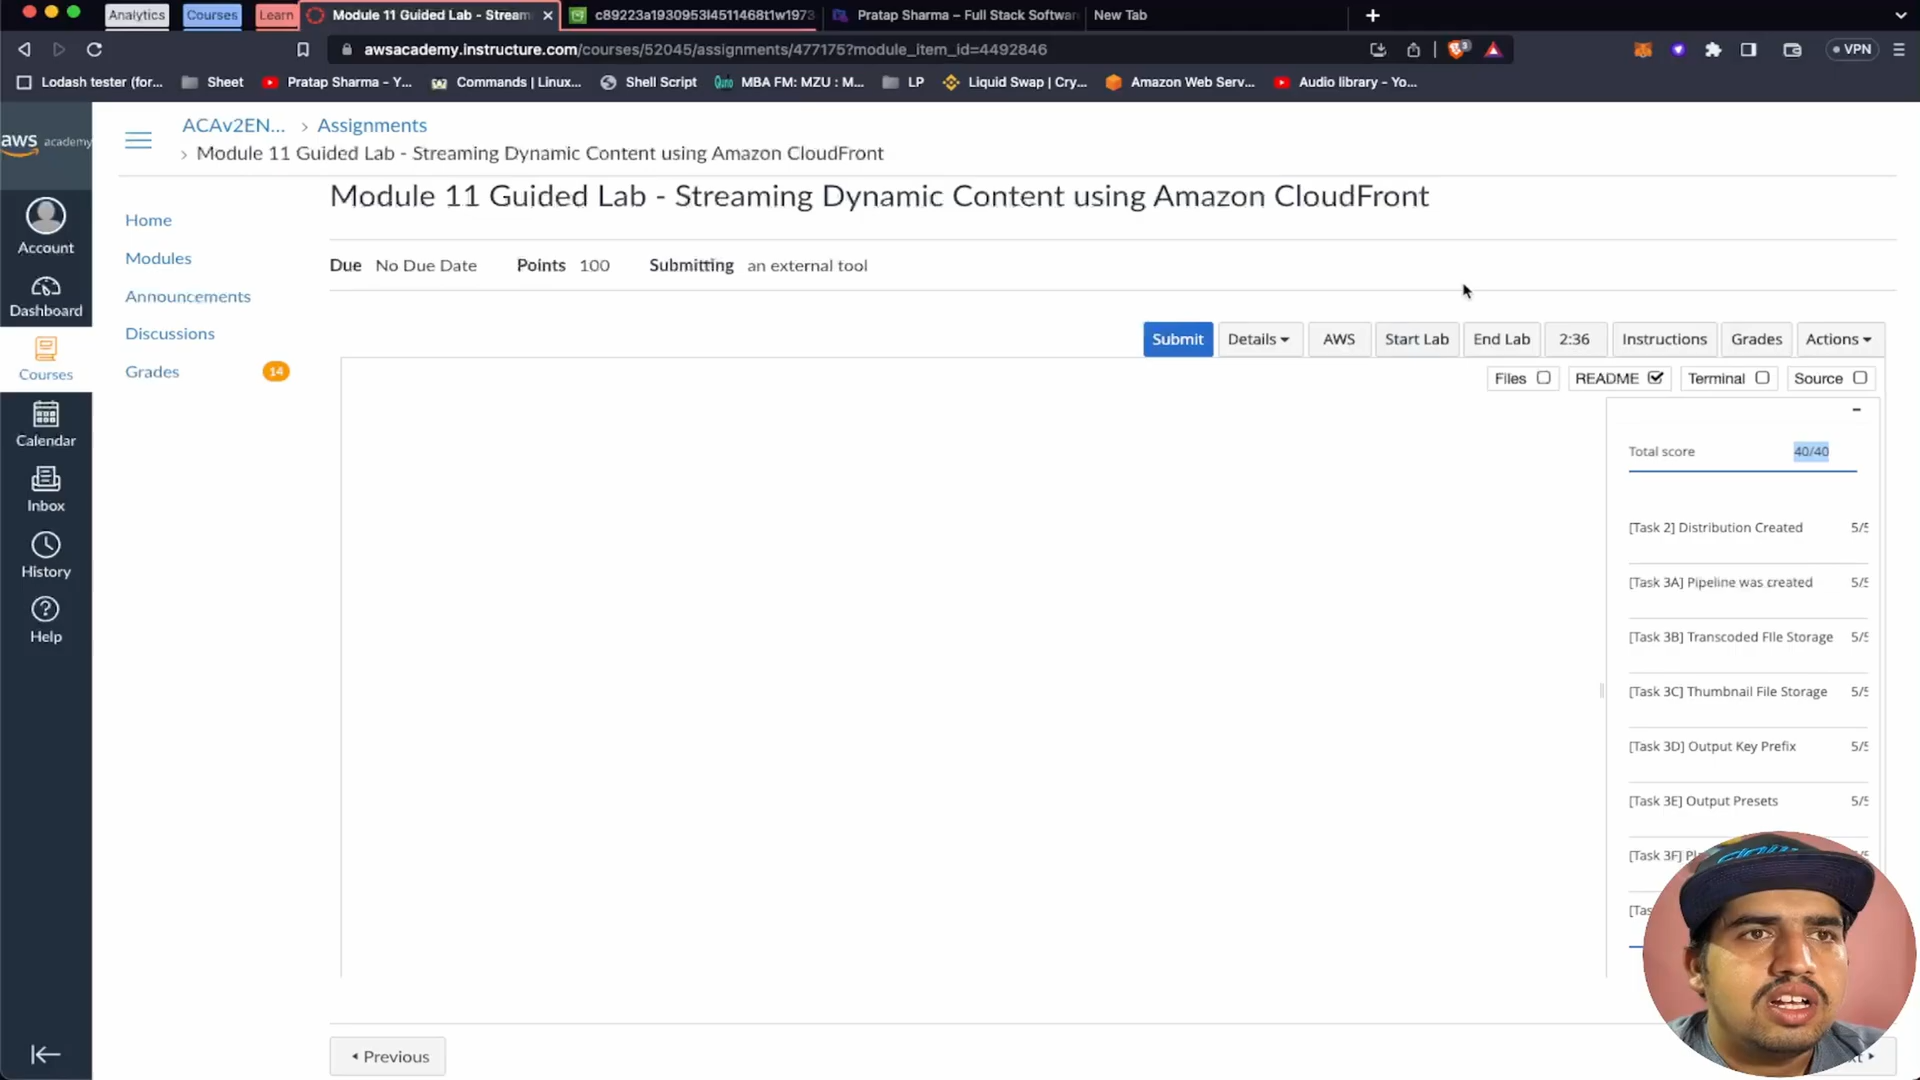 Analytics Courses Learn Module 11 Guided Lab - Stream c89223a1930953l4511468t1w1973 Pratap Sharma – Full Stack Softwar New Tab
awsacademy.instructure.com/courses/52045/assignments/477175?module_item_id=4492846 3 VPN
Lodash tester (for... Sheet Pratap Sharma - Y... Commands | Linux... Shell Script MBA FM: MZU : M... LP Liquid Swap | Cry... Amazon Web Serv... Audio library - Yo...
aws academy
Account
Dashboard
Courses
Calendar
Inbox
History
Help
ACAv2EN... > Assignments
> Module 11 Guided Lab - Streaming Dynamic Content using Amazon CloudFront
Home
Modules
Announcements
Discussions
Grades 14
Module 11 Guided Lab - Streaming Dynamic Content using Amazon CloudFront
Due No Due Date Points 100 Submitting an external tool
Submit Details AWS Start Lab End Lab 2:36 Instructions Grades Actions
Files README Terminal Source
Total score 40/40
[Task 2] Distribution Created 5/5
[Task 3A] Pipeline was created 5/5
[Task 3B] Transcoded File Storage 5/5
[Task 3C] Thumbnail File Storage 5/5
[Task 3D] Output Key Prefix 5/5
[Task 3E] Output Presets 5/5
[Task 3F]
Previous